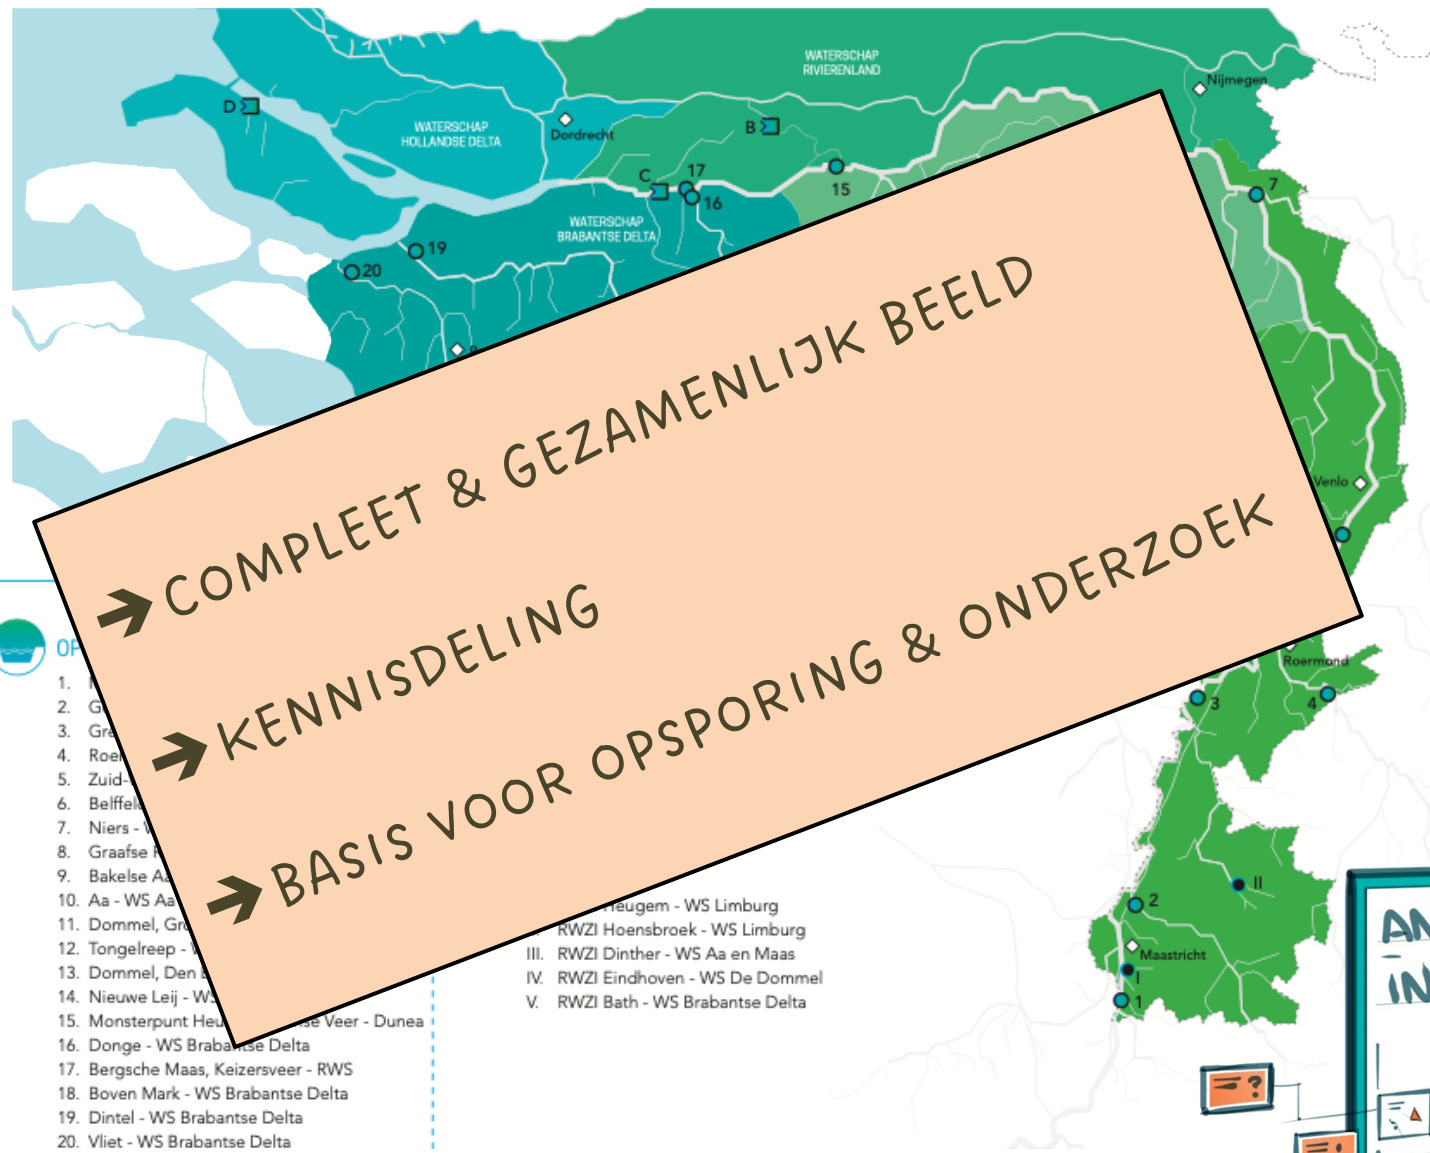 WATERSCHAP
RIVIERENLAND
Nijmegen
D
WATERSCHAP
HOLLANDSE DELTA
Dordrecht
B
C
17
16
15
7
WATERSCHAP
BRABANTSE DELTA
19
20
COMPLEET & GEZAMENLIJK BEELD
KENNISDELING
BASIS VOOR OPSPORING & ONDERZOEK
Venlo
Roermond
3
4
II
2
Maastricht
I
1
1.
2.
3.
4.
5. Zuid-
6.
7. Niers -
8. Graafse
9. Bakelse
10. Aa - WS Aa
11. Dommel,
12. Tongelreep -
13. Dommel, Den
14. Nieuwe Leij - WS
15. Monsterpunt Veer - Dunea
16. Donge - WS Brabantse Delta
17. Bergsche Maas, Keizersveer - RWS
18. Boven Mark - WS Brabantse Delta
19. Dintel - WS Brabantse Delta
20. Vliet - WS Brabantse Delta
Heugem - WS Limburg
RWZI Hoensbroek - WS Limburg
III. RWZI Dinther - WS Aa en Maas
IV. RWZI Eindhoven - WS De Dommel
V. RWZI Bath - WS Brabantse Delta
?